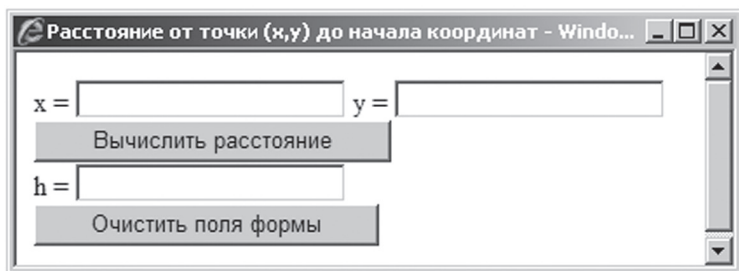 Расстояние от точки (x,y) до начала координат - Windo...
x = y =
Вычислить расстояние
h =
Очистить поля формы